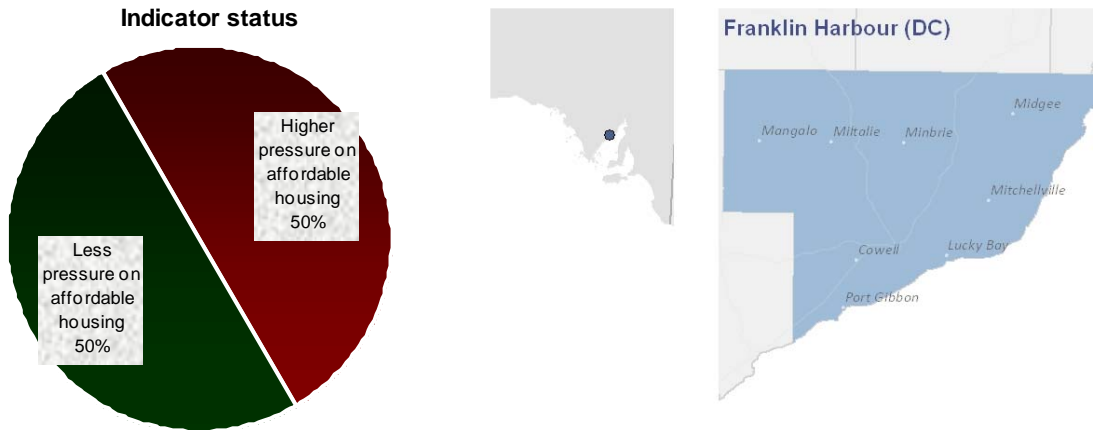 Indicator status
Higher
pressure on
affordable
housing
50%
Less
pressure on
affordable
housing
50%
Franklin Harbour (DC)
Midgee
Mangalo
Miltalie
Minbrie
Mitchellville
Cowell
Lucky Bay
Port Gibbon